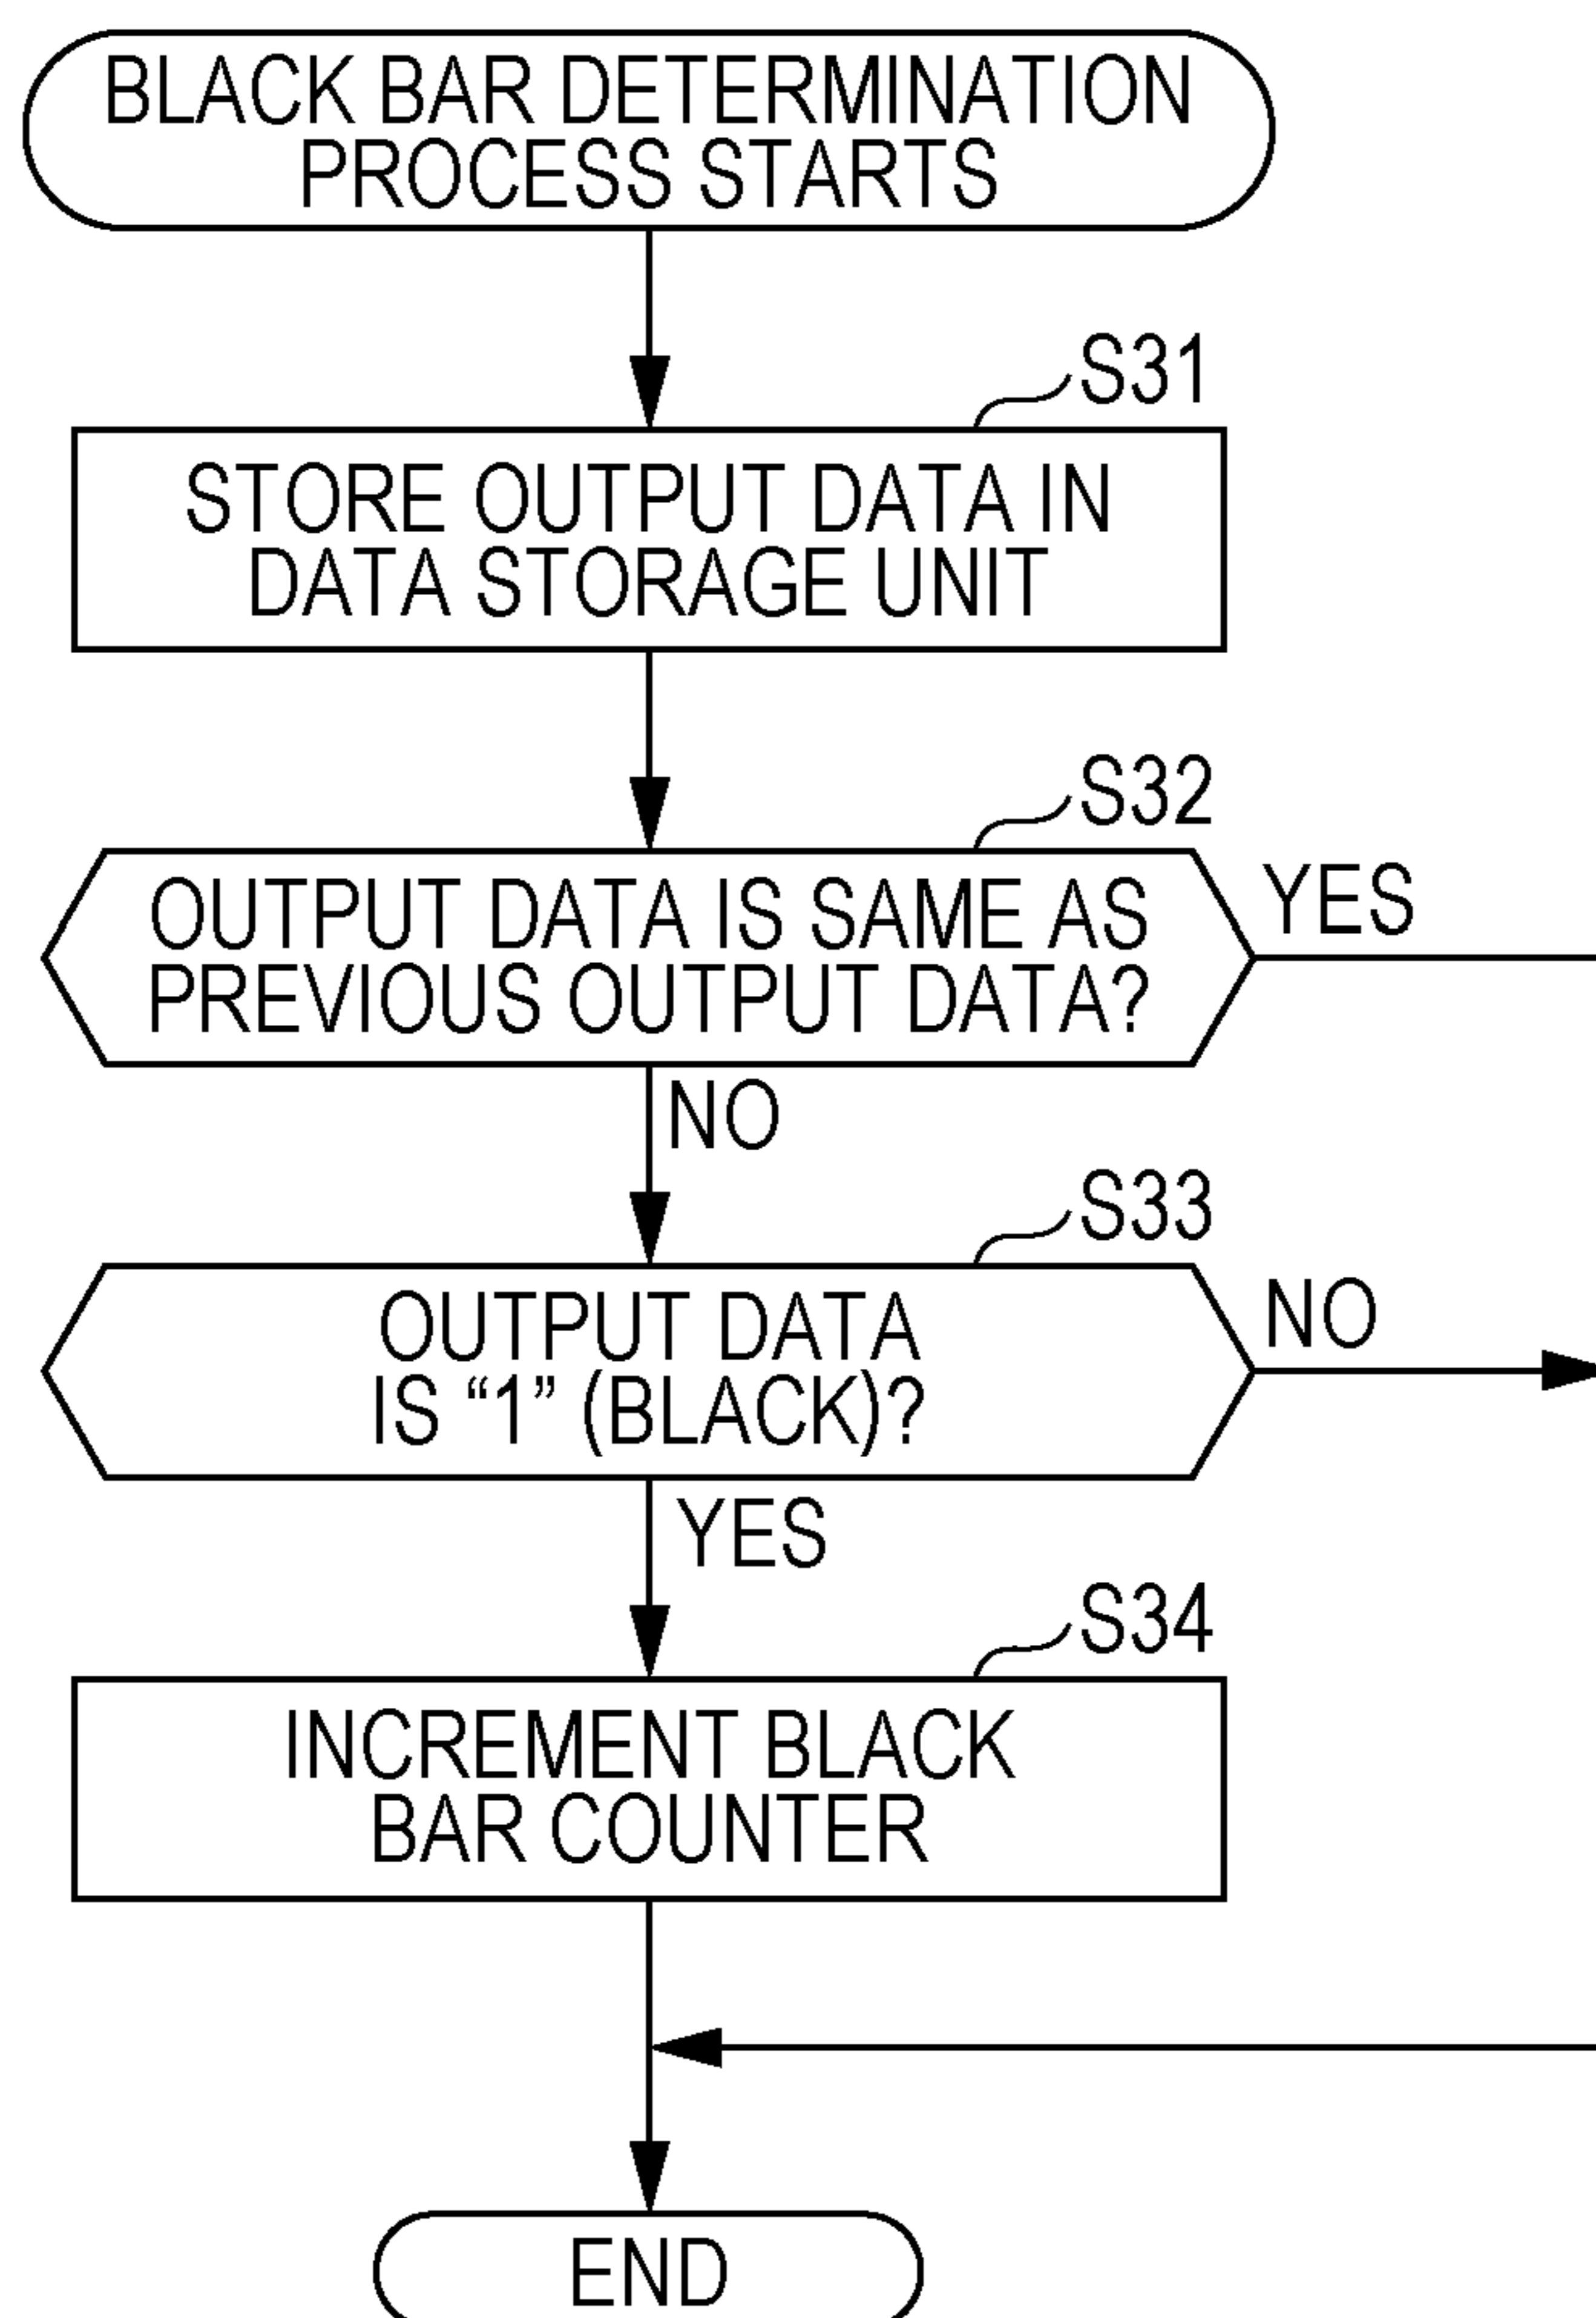 BLACK BAR DETERMINATION
PROCESS STARTS
S31
STORE OUTPUT DATA IN
DATA STORAGE UNIT
S32
OUTPUT DATA IS SAME AS
PREVIOUS OUTPUT DATA?
YES
NO
S33
OUTPUT DATA
IS “1” (BLACK)?
NO
YES
S34
INCREMENT BLACK
BAR COUNTER
END